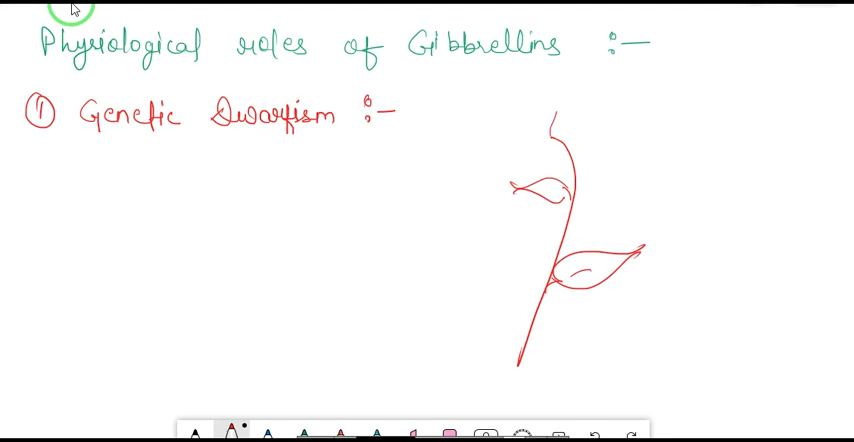 Physiological roles of Gibbrellins :-
① Genetic Dwarfism :-